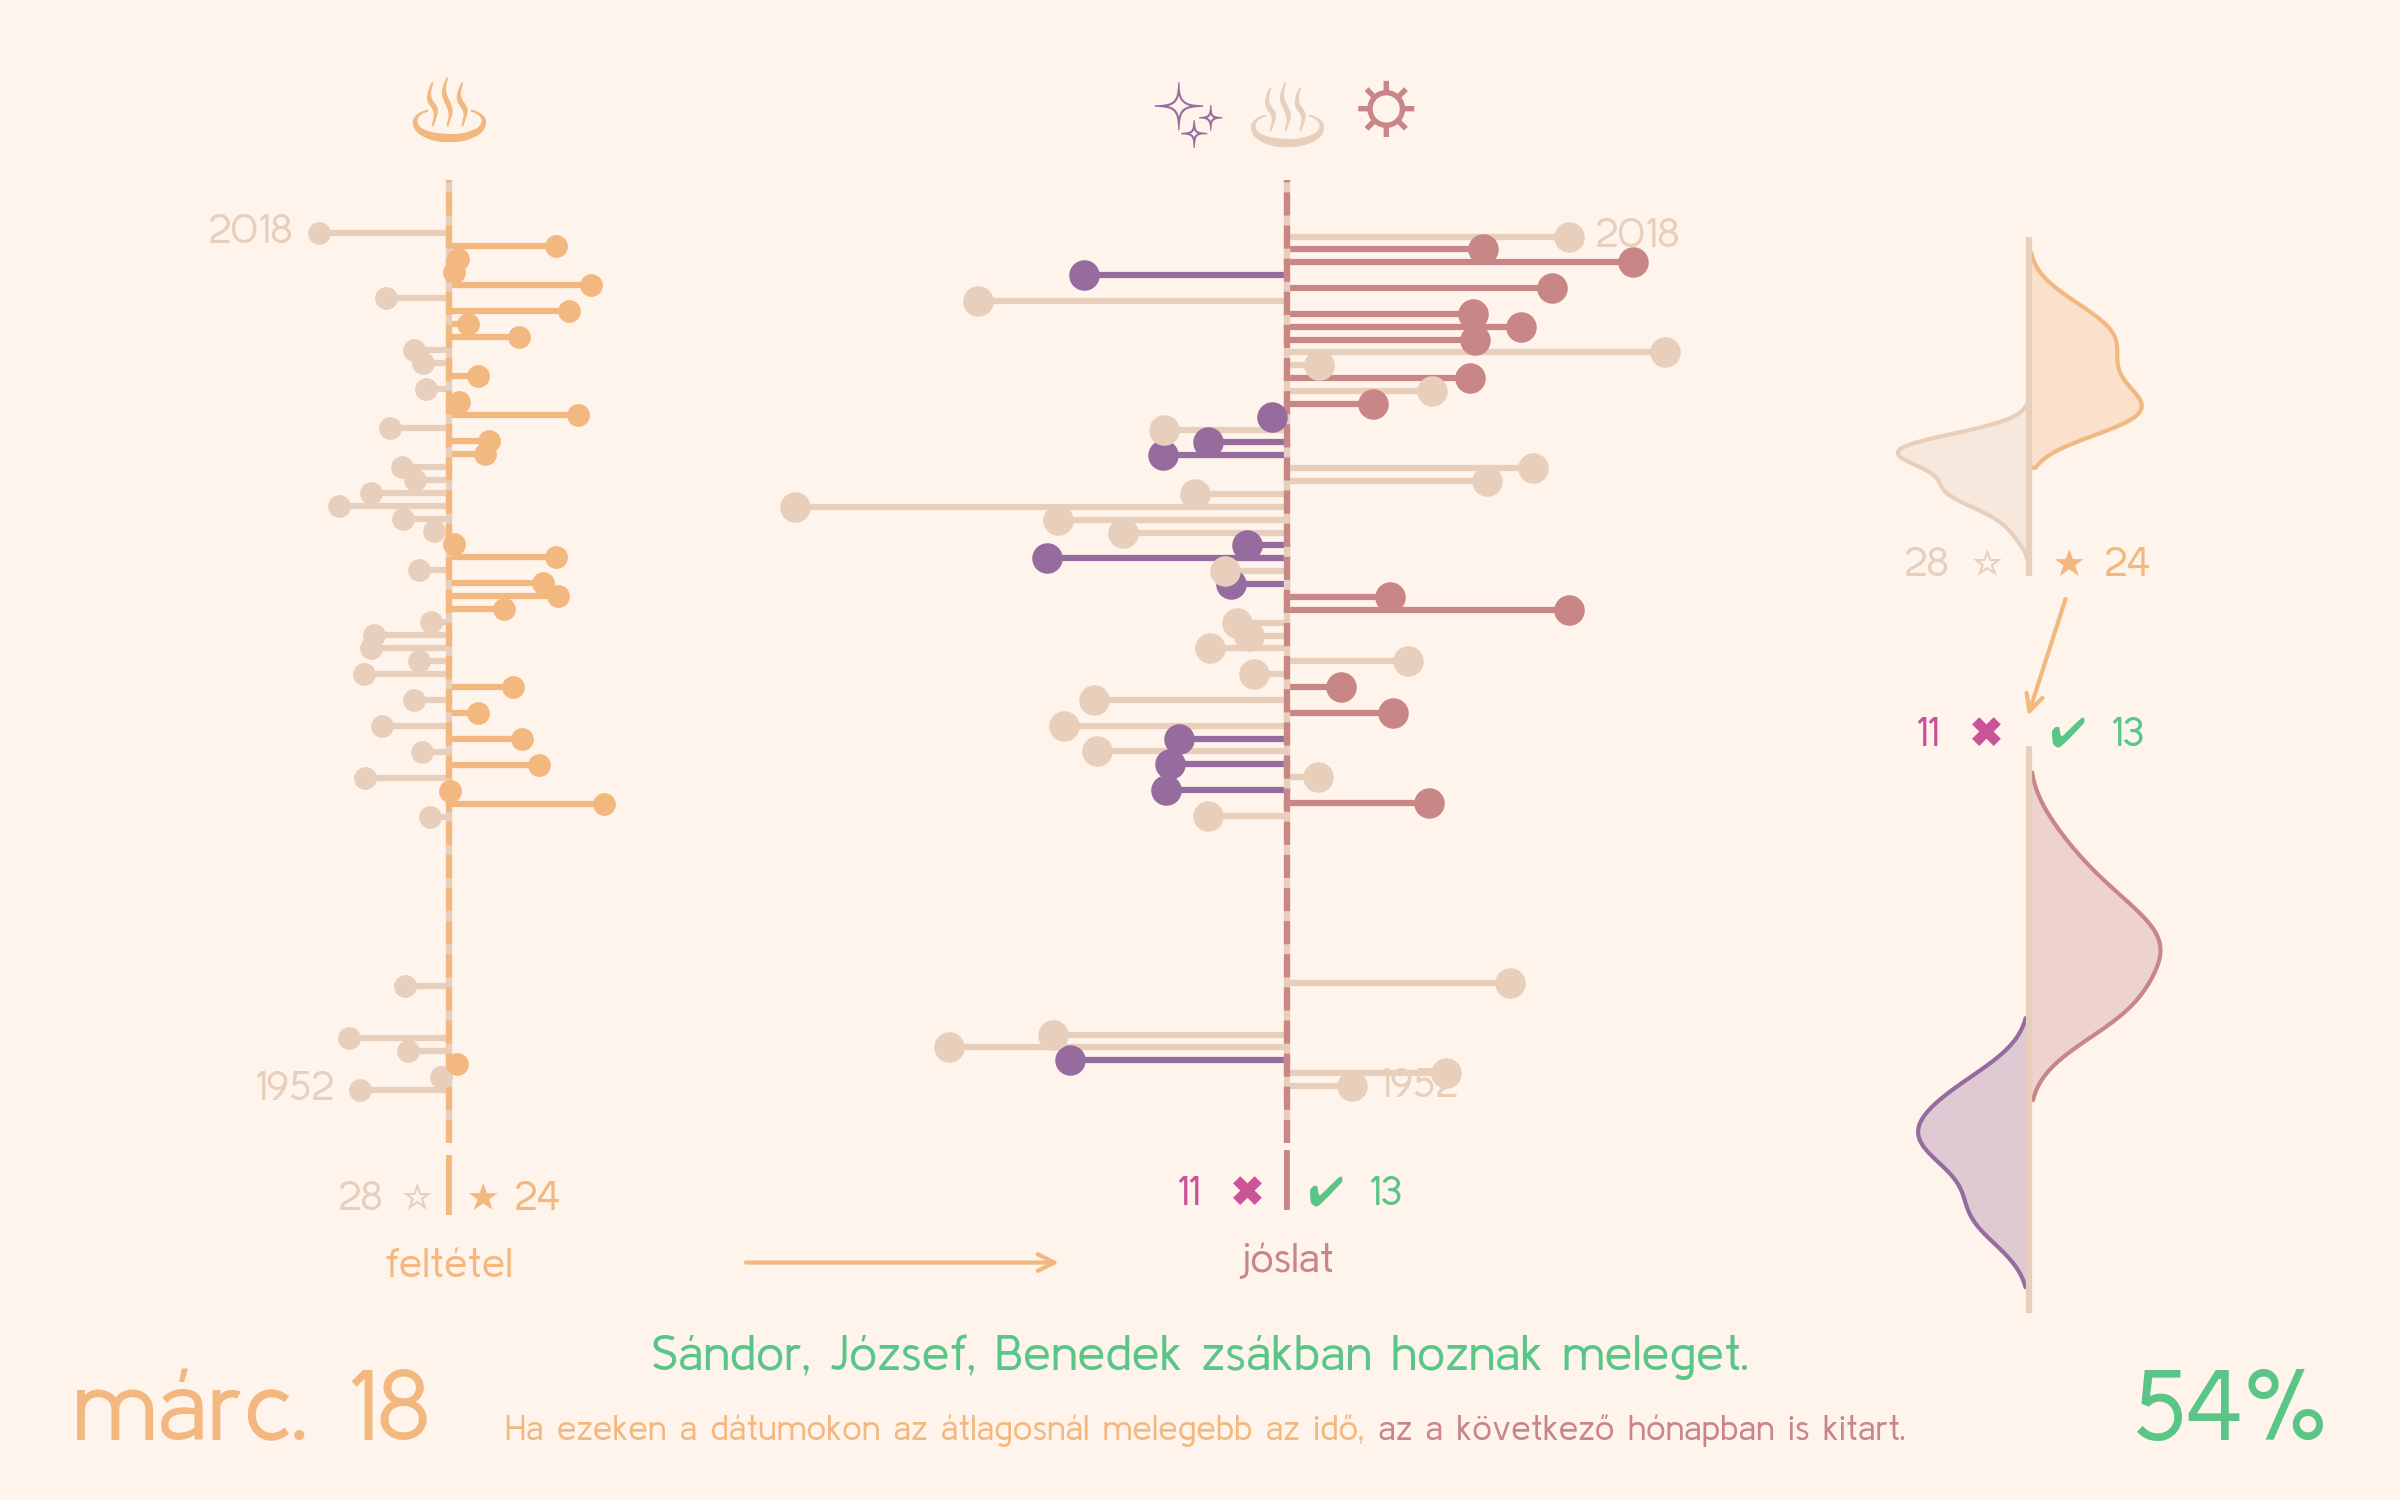 2018
2018
28 ☆ ★ 24
11 ✖ ✔ 13
1952
1952
28 ☆ ★ 24
11 ✖ ✔ 13
feltétel
jóslat
Sándor, József, Benedek zsákban hoznak meleget.
márc. 18
Ha ezeken a dátumokon az átlagosnál melegebb az idő, az a következő hónapban is kitart.
54%